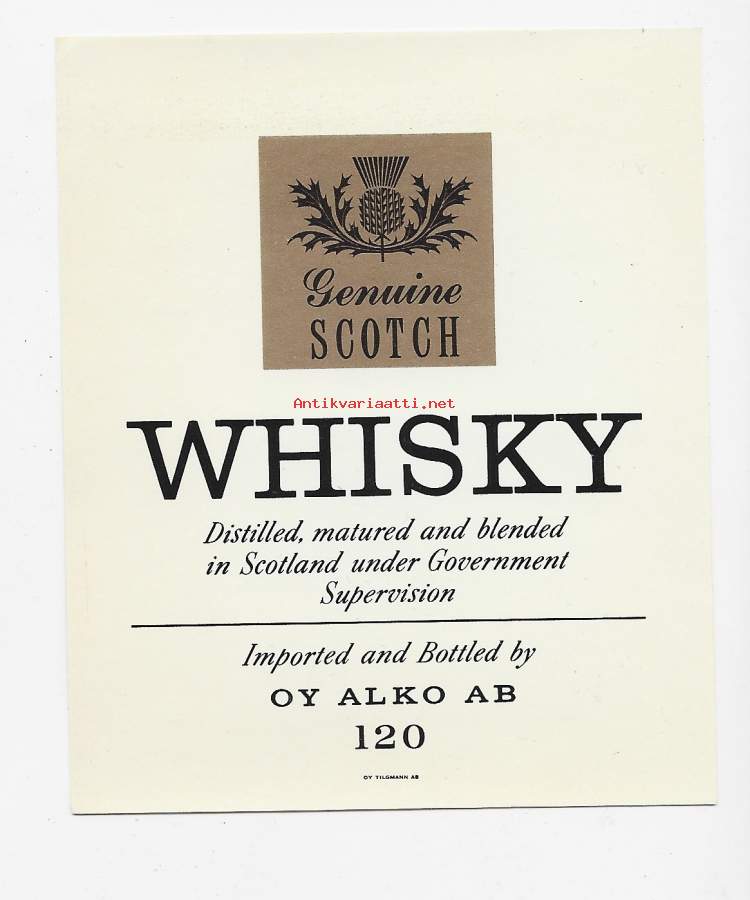 Genuine
SCOTCH
Antikvariaatti.net
WHISKY
Distilled, matured and blended
in Scotland under Government
Supervision
Imported and Bottled by
OY ALKO AB
120
OY TILGMANN AB